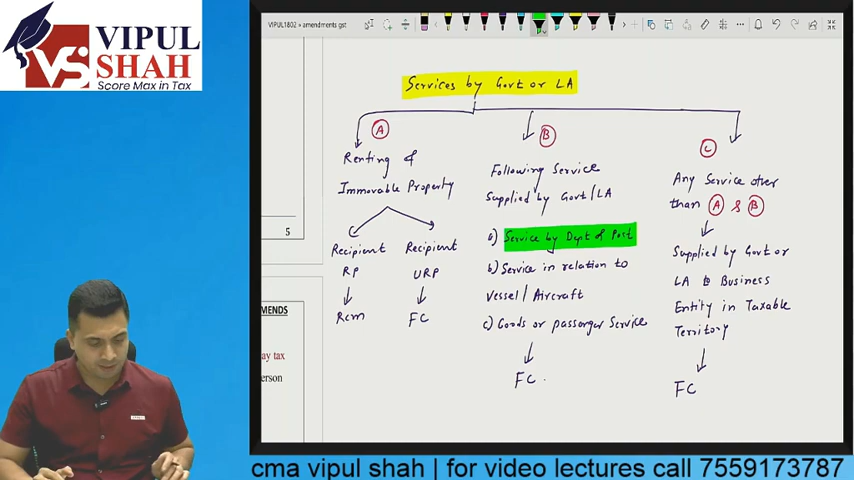 VIPUL
SHAH
Score Max in Tax
VIPUL1802 + amendments gst
Services by Govt or LA
A
Renting of
Immovable Property
Recipient
RP
Rcm
Recipient
URP
FC
B
Following Service
Supplied by Govt/LA
a) Service by Dept of Post
b) Service in relation to
Vessel/Aircraft
c) Goods or passenger Service
FC
C
Any Service other
than A & B
Supplied by Govt or
LA to Business
Entity in Taxable
Territory
FC
5
MENDS
ay tax
erson
cma vipul shah | for video lectures call 7559173787